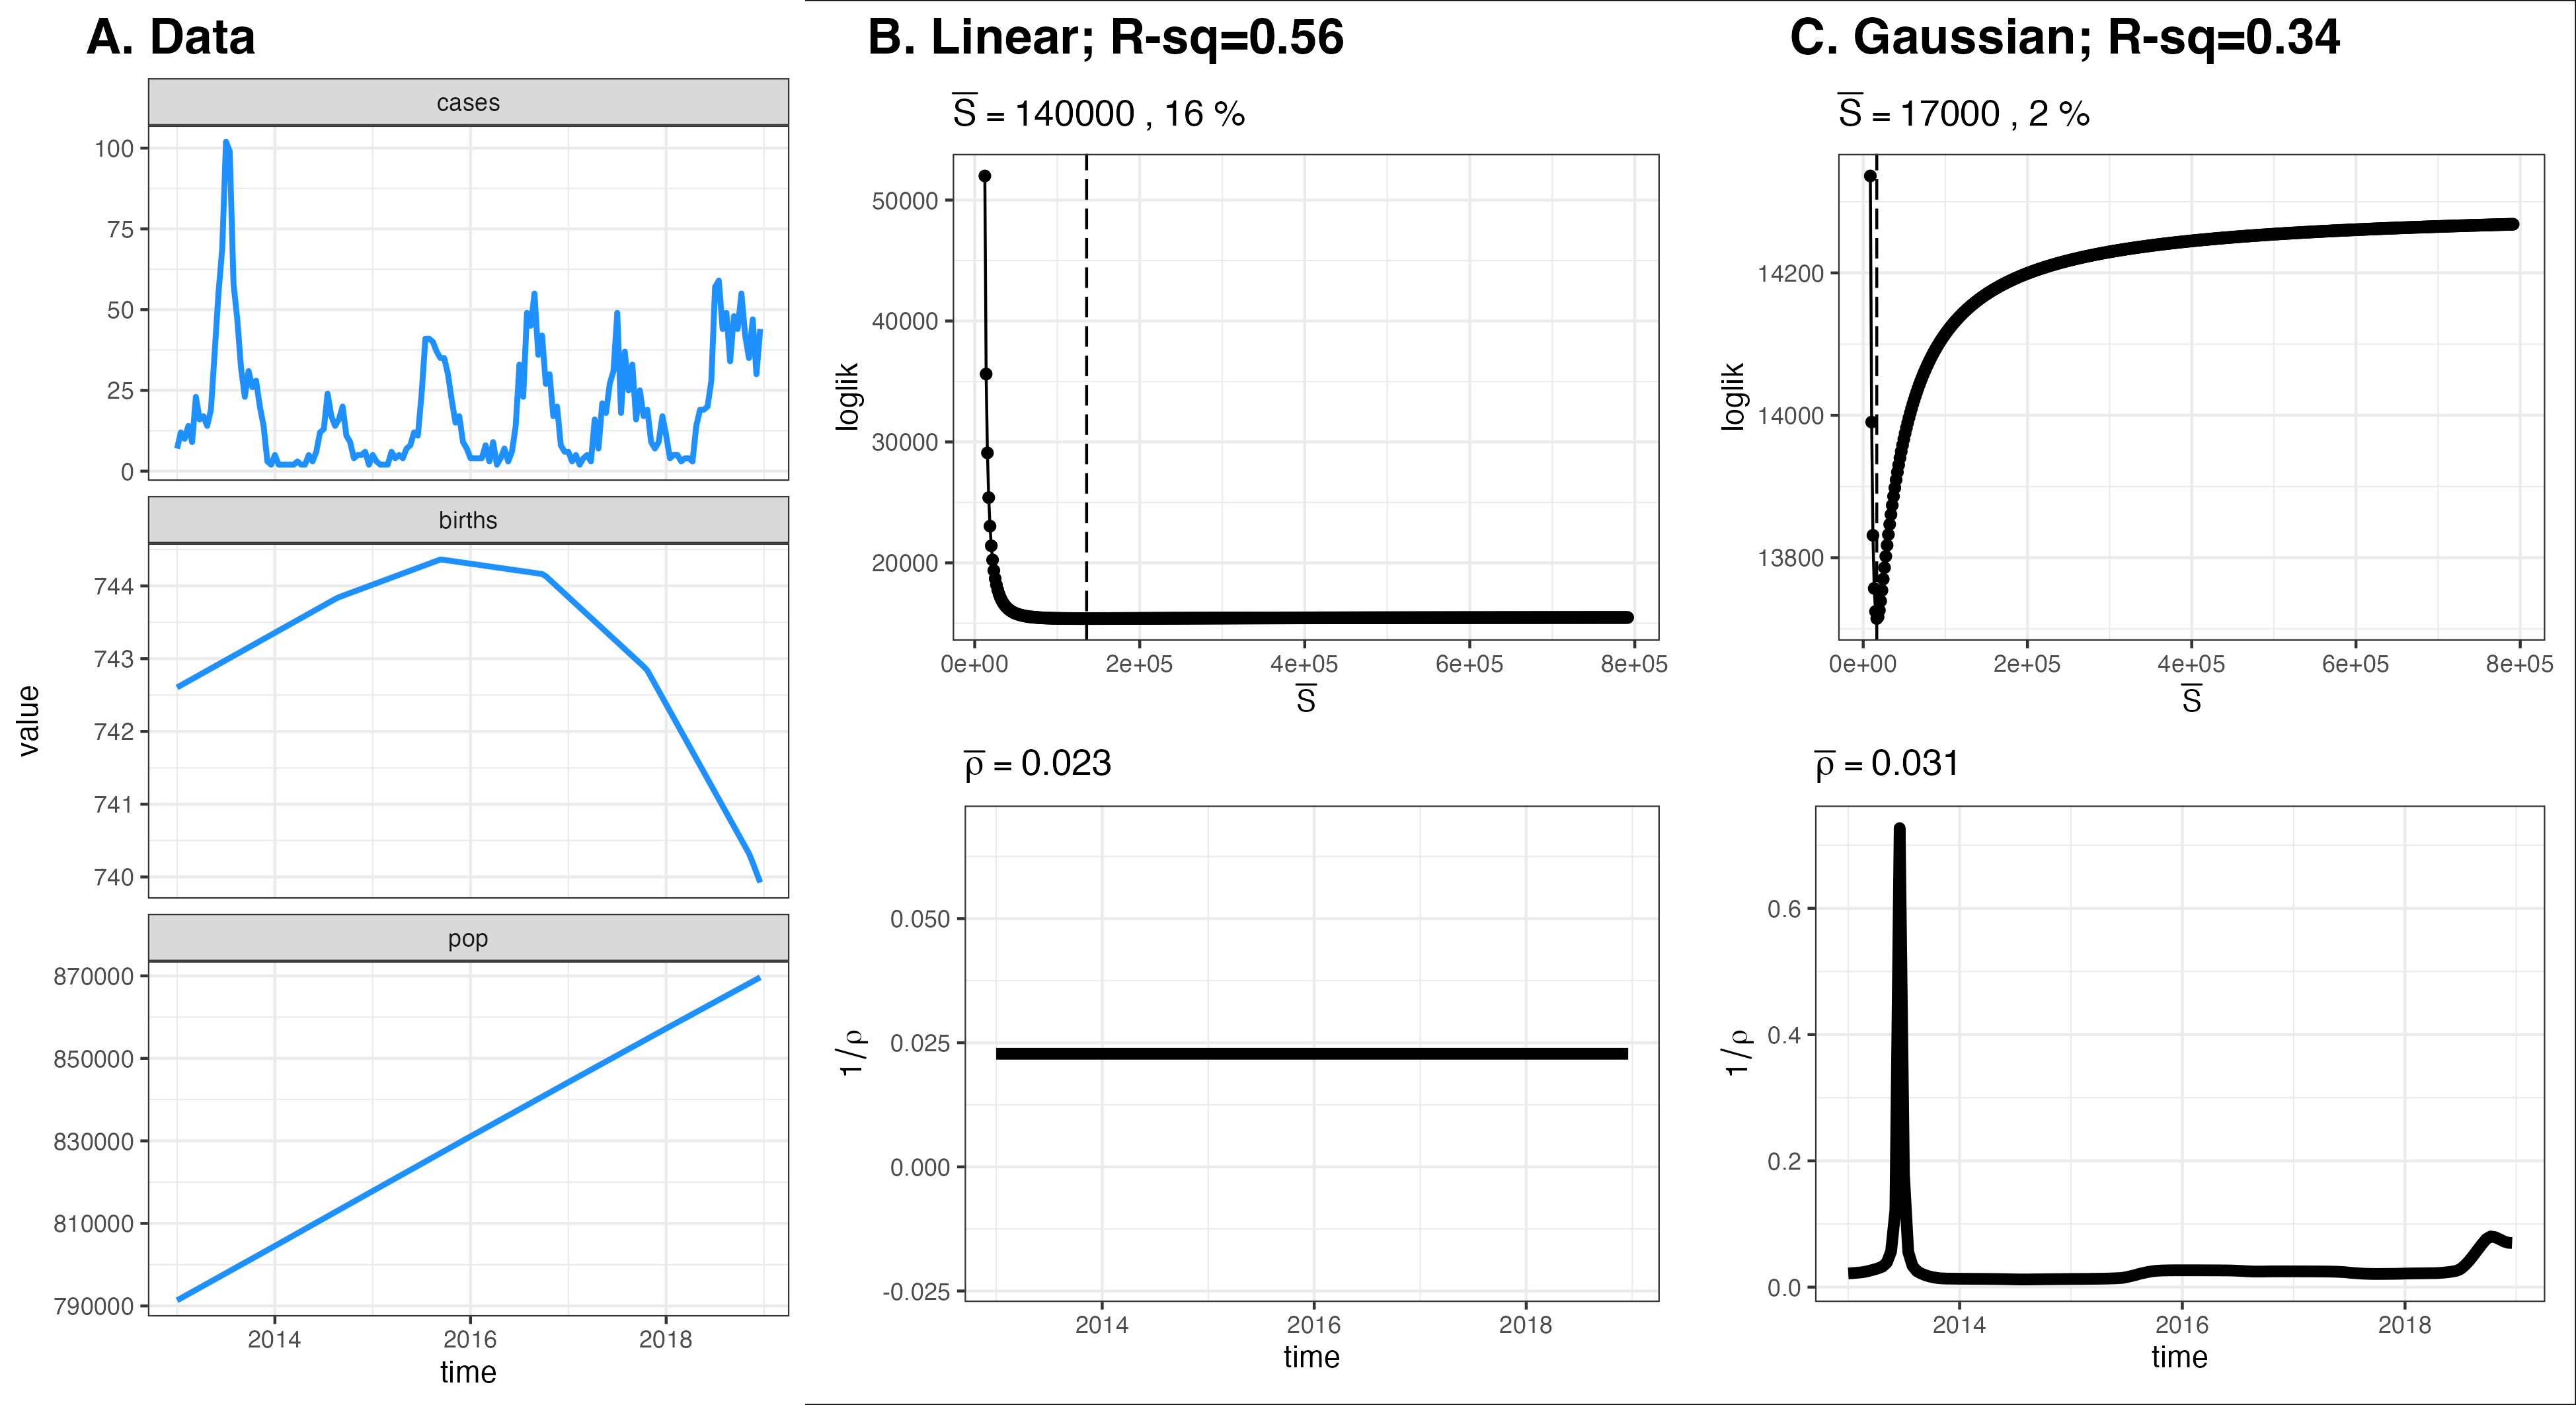 A. Data
cases
100
75
50
25
0
births
744
743
742
741
740
pop
870000
850000
830000
810000
790000
2014 2016 2018
time
value
B. Linear; R-sq=0.56
S̅ = 140000 , 16 %
50000
40000
30000
20000
loglik
0e+00 2e+05 4e+05 6e+05 8e+05
S̅
ρ̅ = 0.023
0.050
0.025
0.000
-0.025
1/ρ
2014 2016 2018
time
C. Gaussian; R-sq=0.34
S̅ = 17000 , 2 %
14200
14000
13800
loglik
0e+00 2e+05 4e+05 6e+05 8e+05
S̅
ρ̅ = 0.031
0.6
0.4
0.2
0.0
1/ρ
2014 2016 2018
time